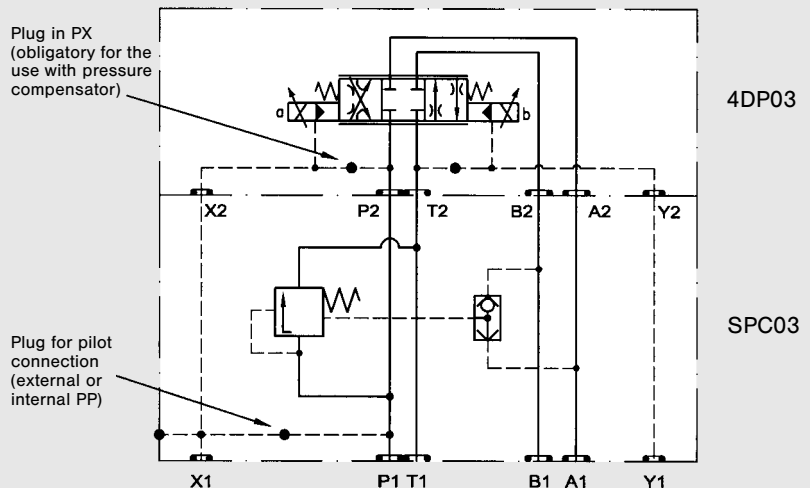 Plug in PX
(obligatory for the
use with pressure
compensator)
4DP03
a
b
X2
P2
T2
B2
A2
Y2
SPC03
Plug for pilot
connection
(external or
internal PP)
X1
P1
T1
B1
A1
Y1